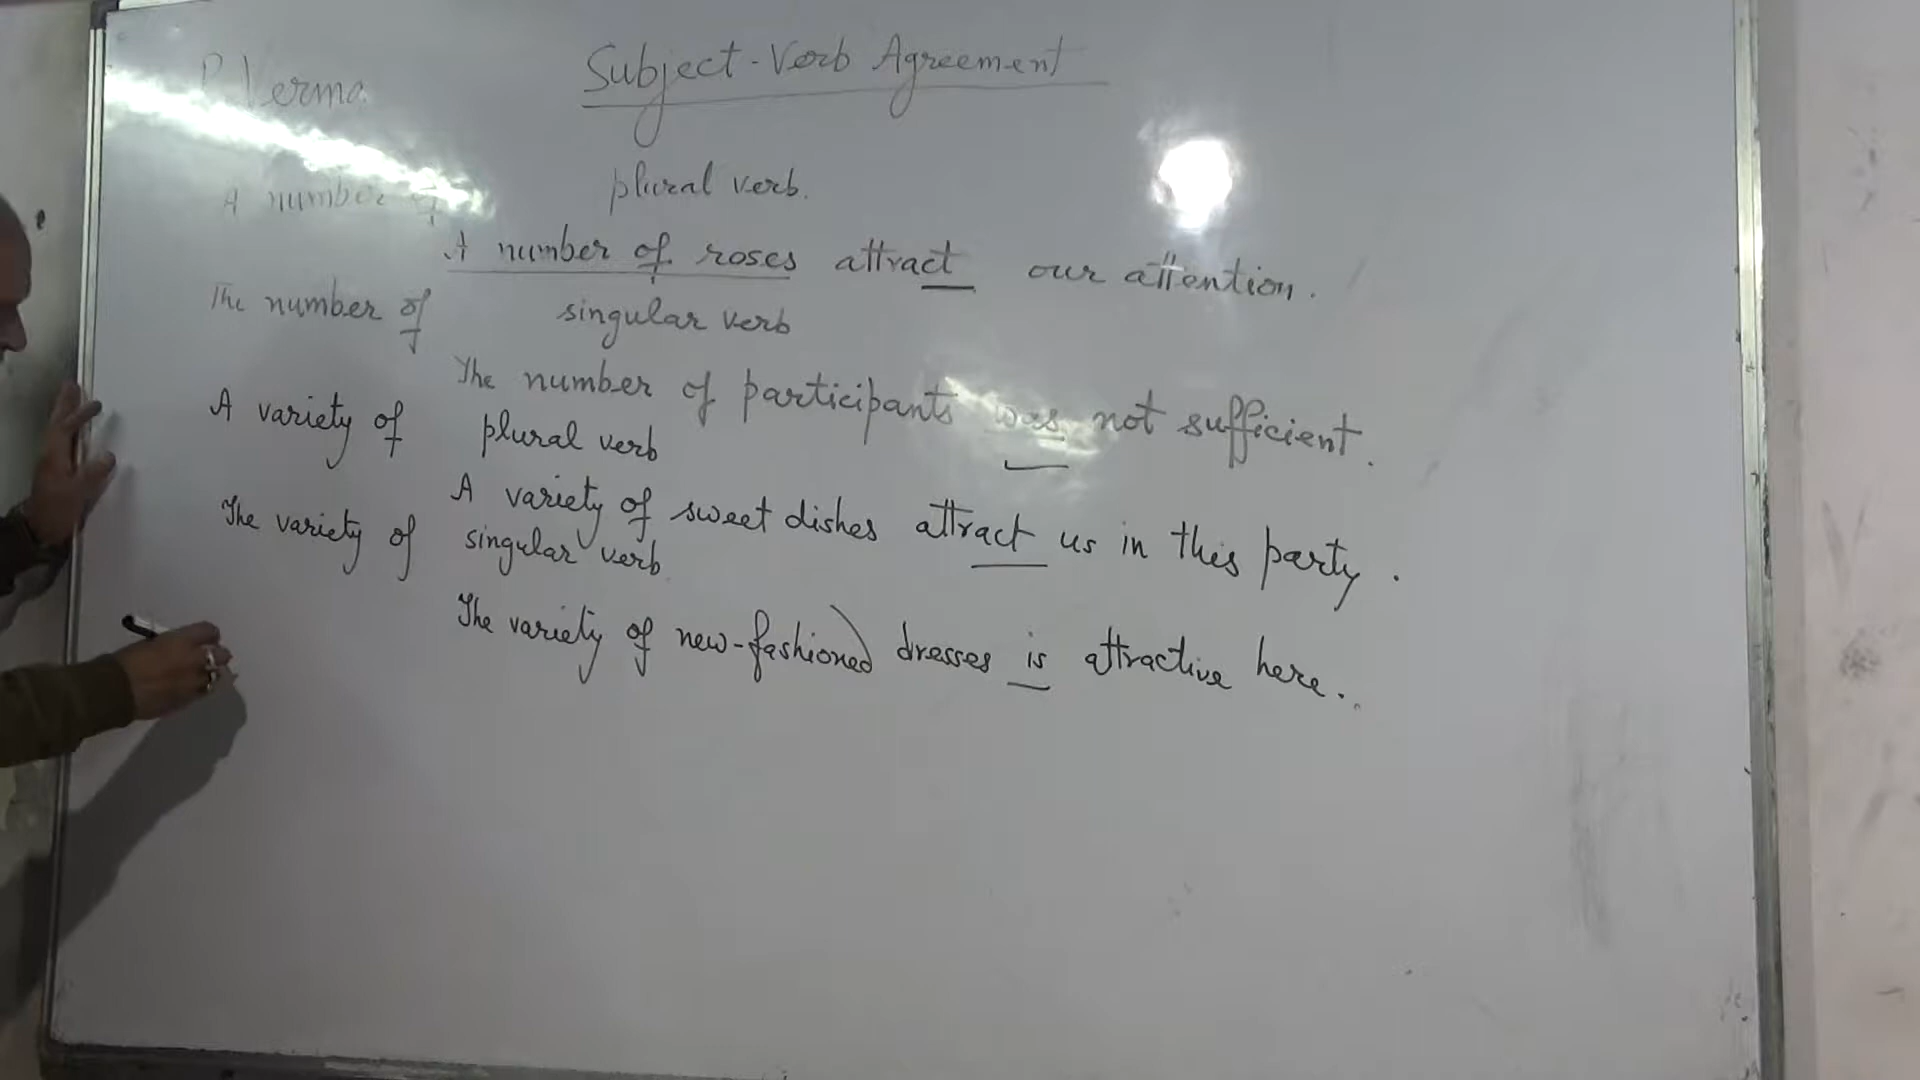 Subject-Verb Agreement
P Verma
A number of plural verb.
A number of roses attract our attention.
The number of singular verb
The number of participants was not sufficient.
A variety of plural verb
A variety of sweet dishes attract us in this party.
The variety of singular verb
The variety of new-fashioned dresses is attractive here.